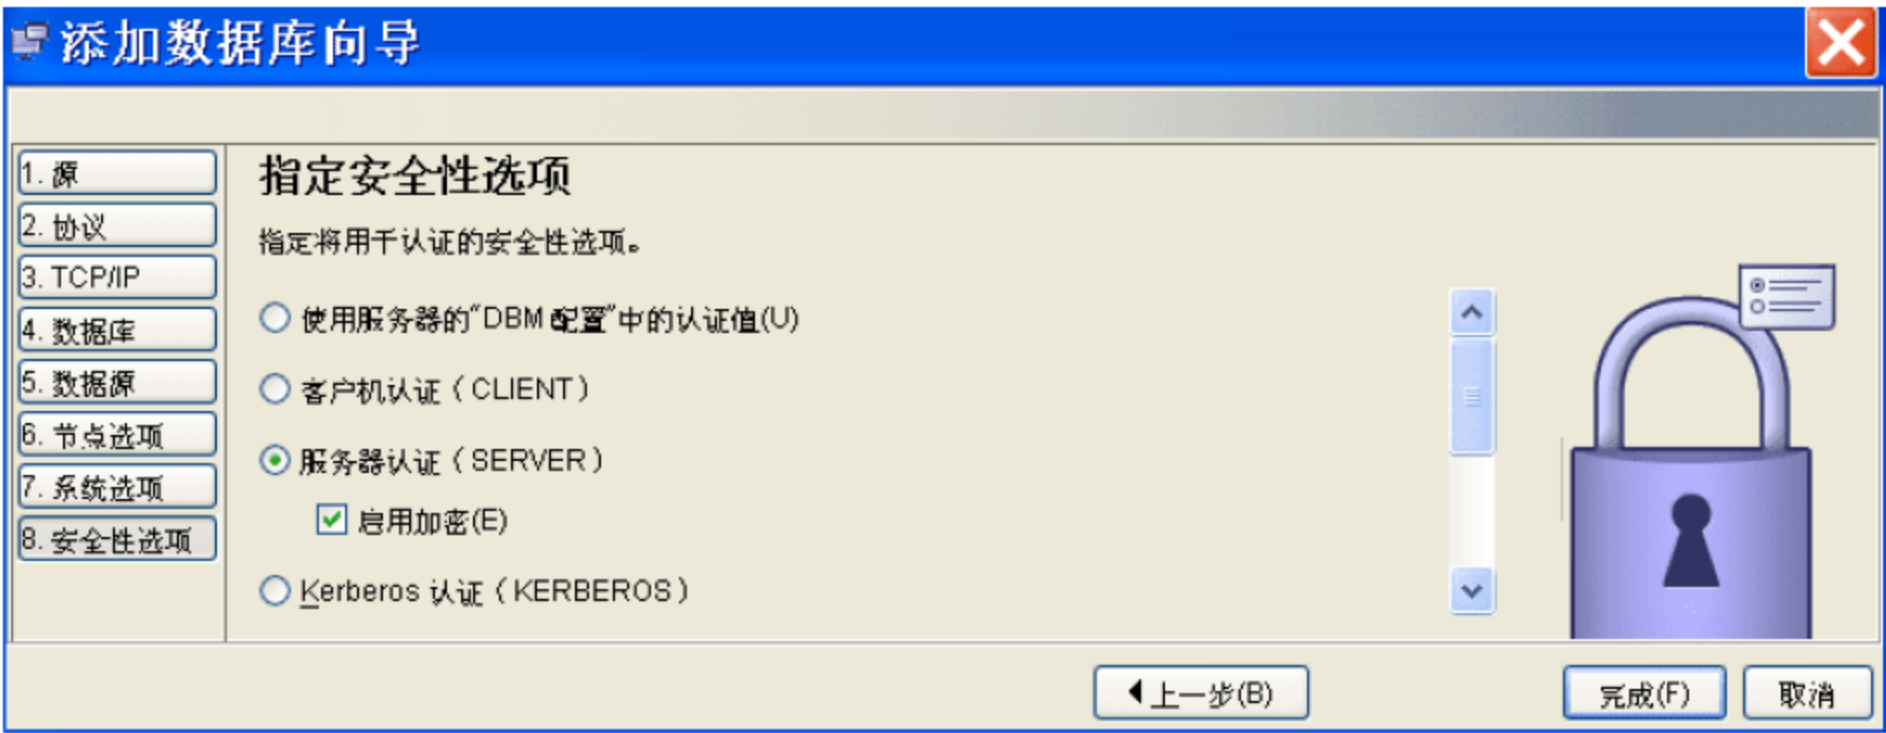 添加数据库向导
1. 源
2. 协议
3. TCP/IP
4. 数据库
5. 数据源
6. 节点选项
7. 系统选项
8. 安全性选项
指定安全性选项
指定将用于认证的安全性选项。
使用服务器的"DBM 配置"中的认证值(U)
客户机认证（CLIENT）
服务器认证（SERVER）
启用加密(E)
Kerberos 认证（KERBEROS）
上一步(B)
完成(F)
取消